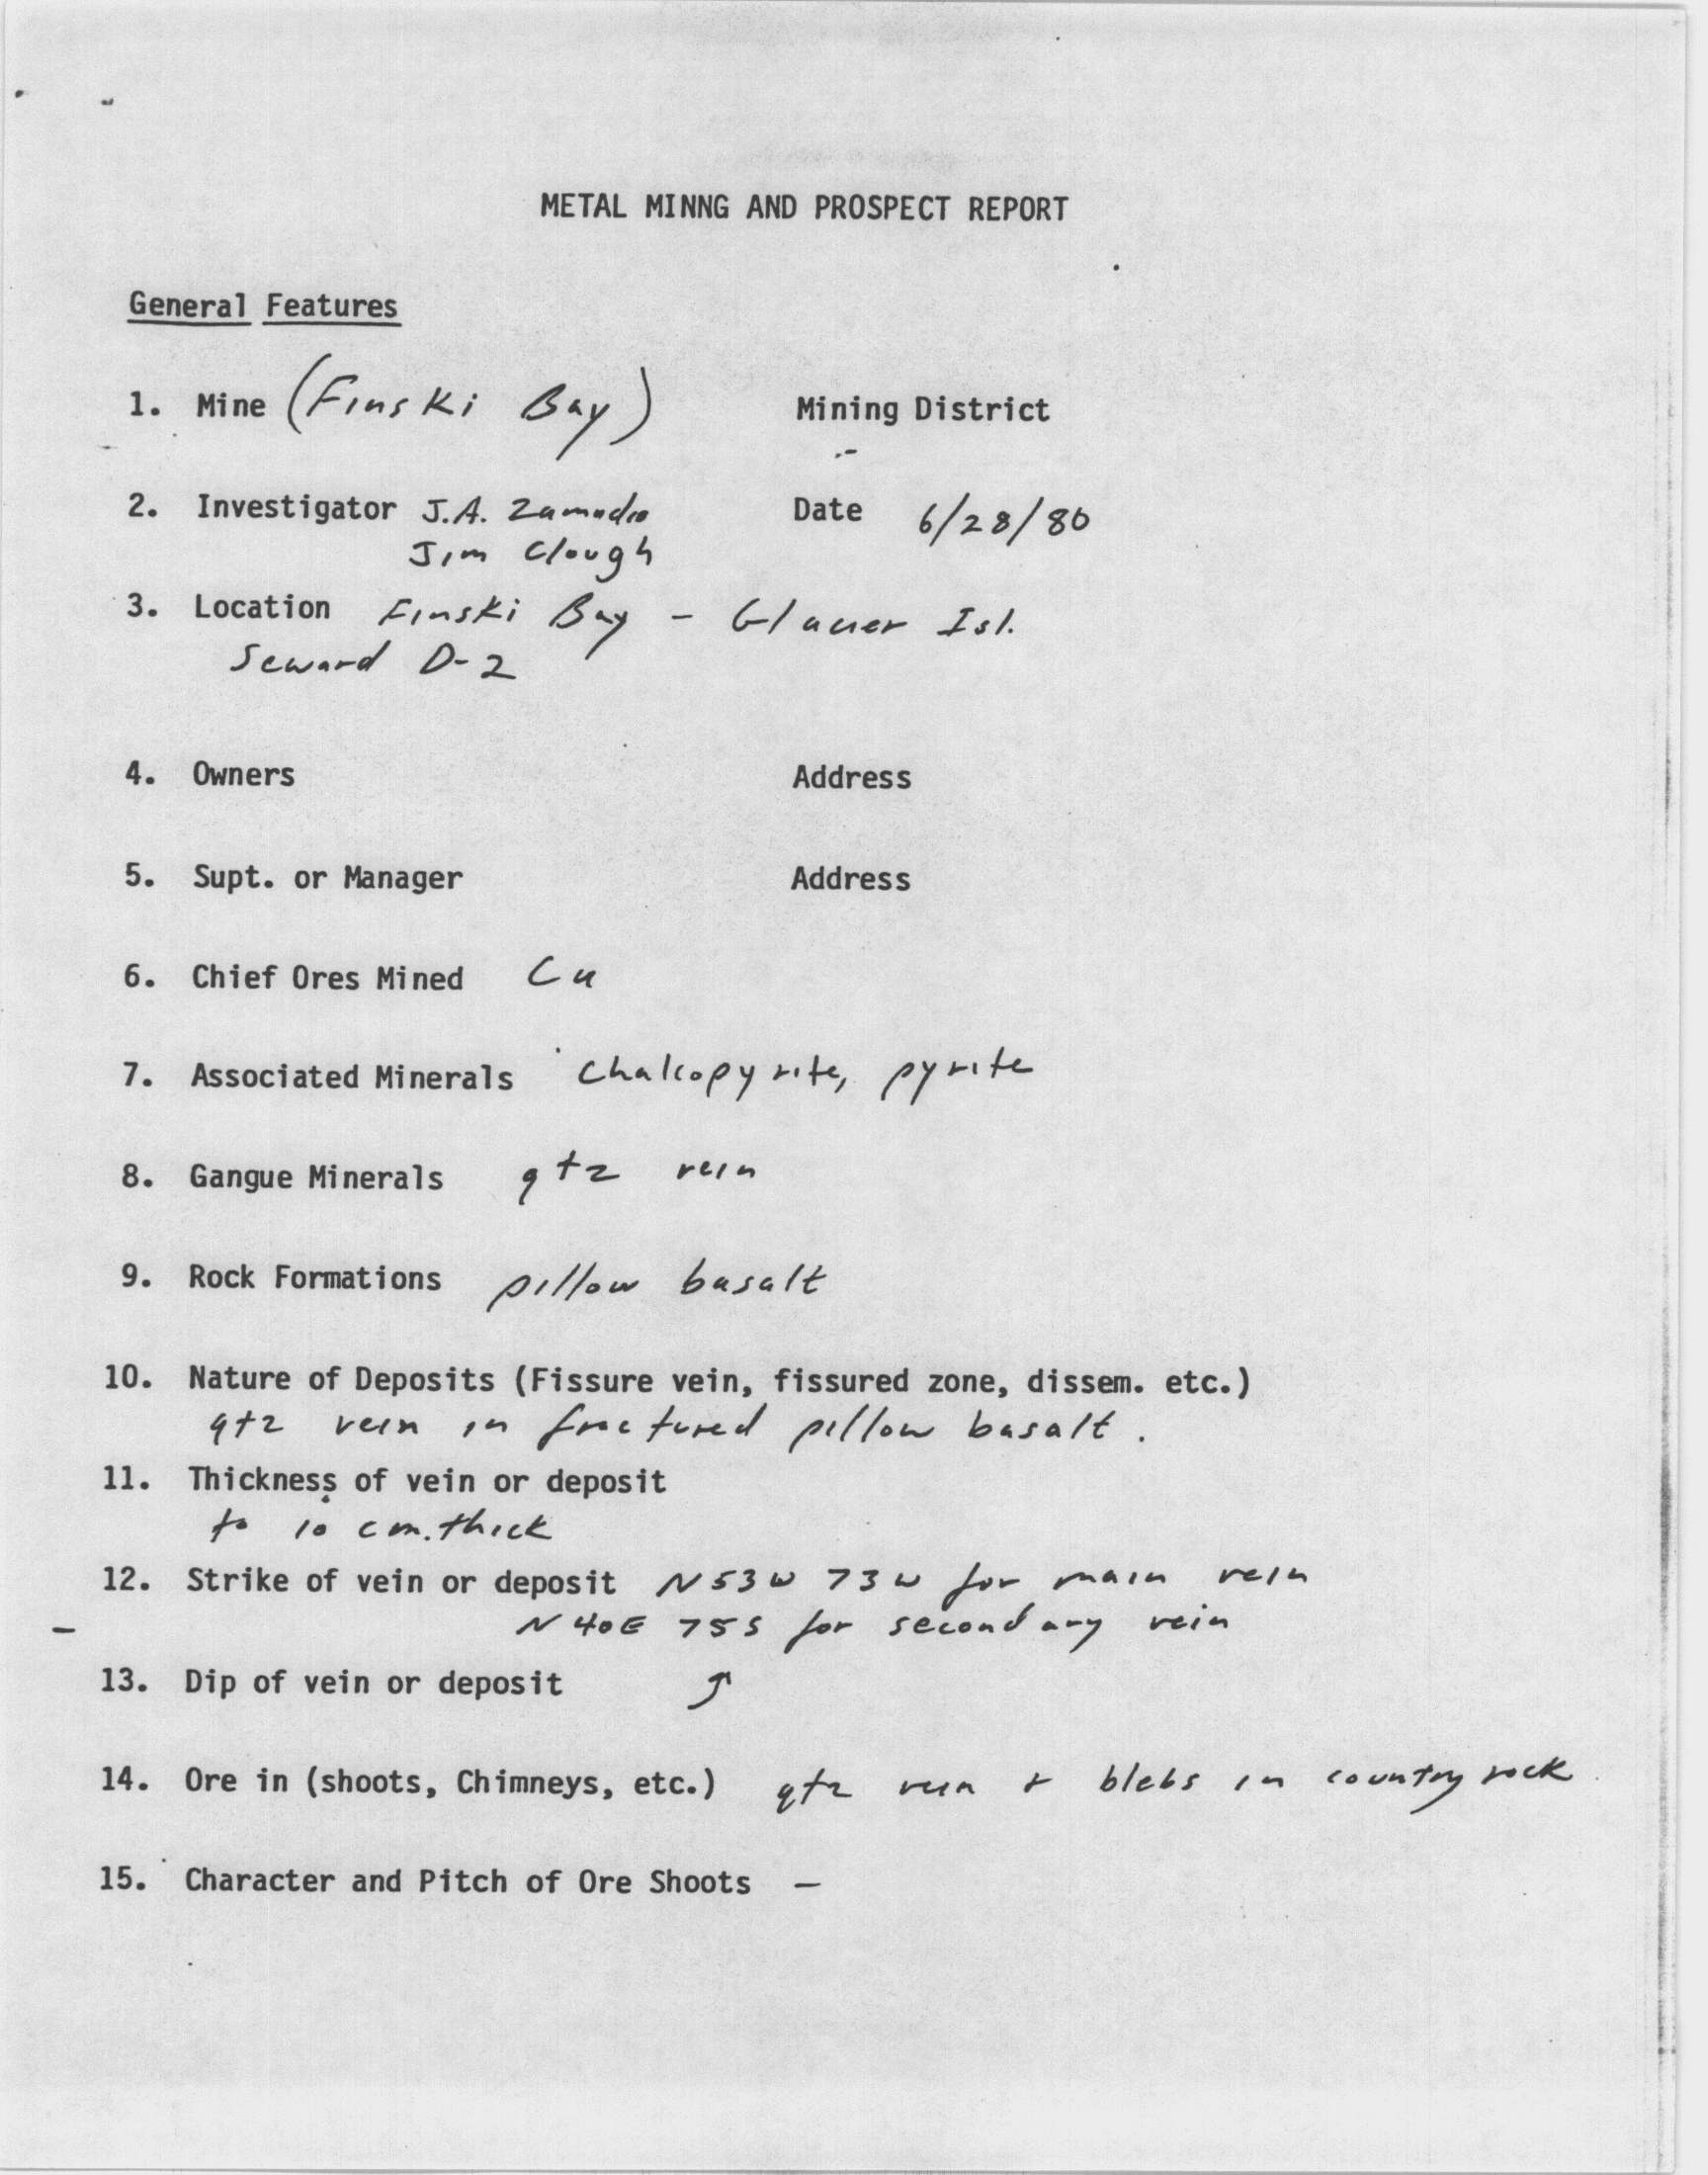 METAL MINNG AND PROSPECT REPORT
General Features
1. Mine (Finski Bay) Mining District
2. Investigator J.A. Zamudio Date 6/28/80
Jim Clough
3. Location Finski Bay - Glacier Isl.
Seward D-2
4. Owners Address
5. Supt. or Manager Address
6. Chief Ores Mined Cu
7. Associated Minerals Chalcopyrite, pyrite
8. Gangue Minerals qtz vein
9. Rock Formations pillow basalt
10. Nature of Deposits (Fissure vein, fissured zone, dissem. etc.)
qtz vein in fractured pillow basalt.
11. Thickness of vein or deposit
to 10 cm. thick
12. Strike of vein or deposit N53W 73W for main vein
N40E 75S for secondary vein
13. Dip of vein or deposit ↑
14. Ore in (shoots, Chimneys, etc.) qtz vein + blebs in country rock
15. Character and Pitch of Ore Shoots —